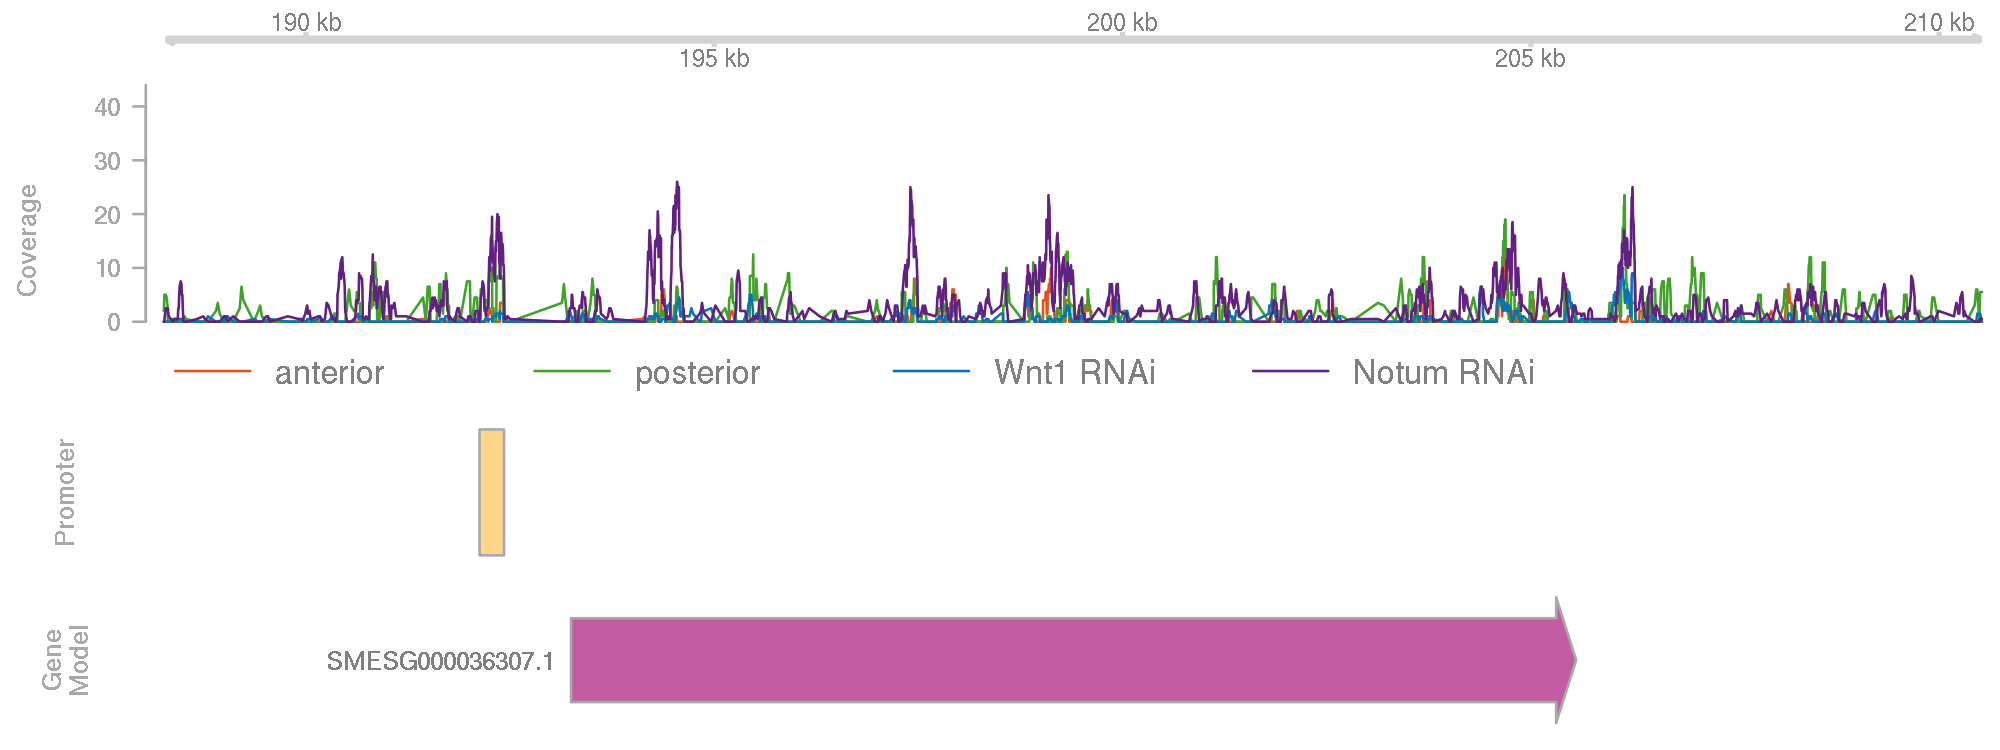 190 kb
200 kb
210 kb
195 kb
205 kb
Coverage
40
30
20
10
0
anterior
posterior
Wnt1 RNAi
Notum RNAi
Promoter
Gene
Model
SMESG000036307.1